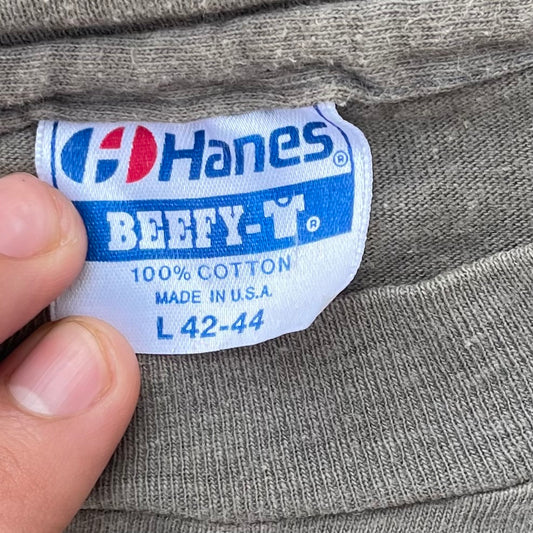 Hanes®
BEEFY-T®
100% COTTON
MADE IN U.S.A.
L 42-44